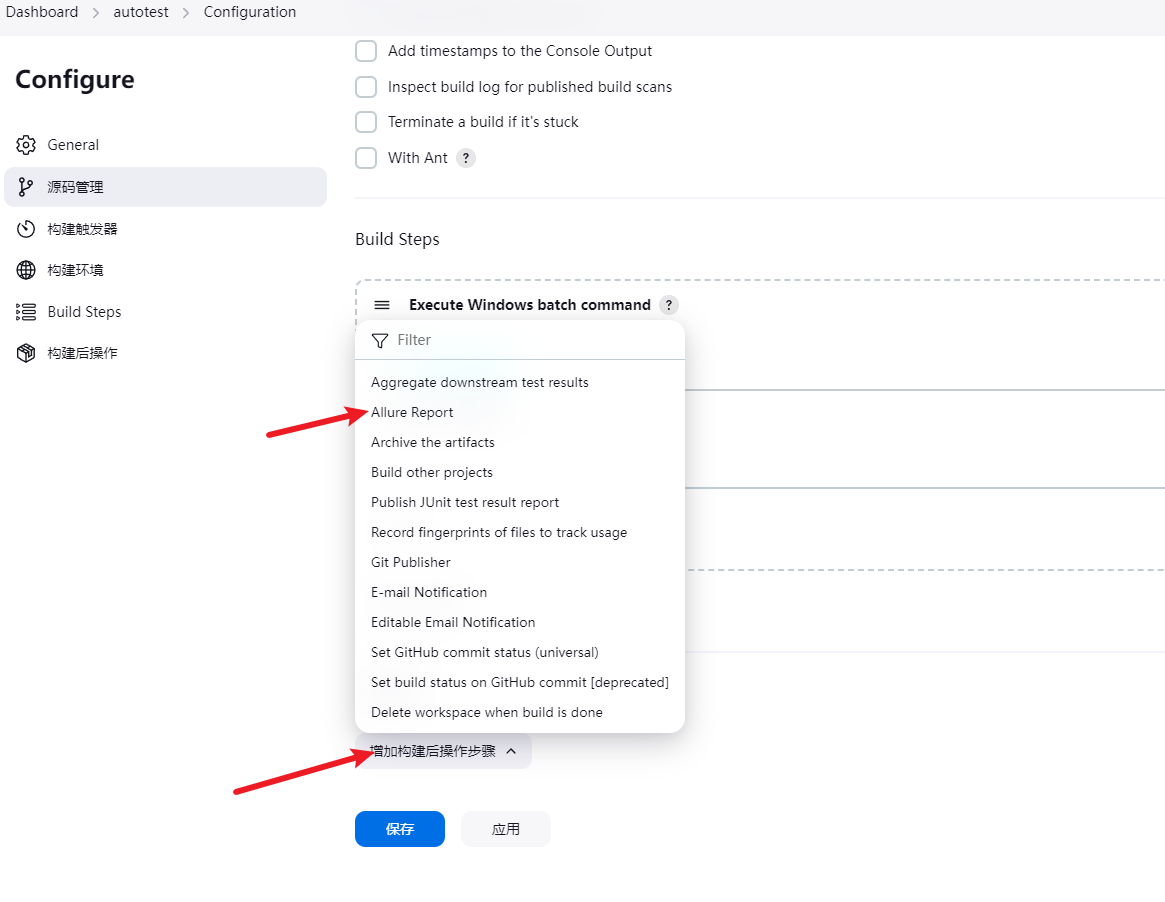 Dashboard > autotest > Configuration
Configure
General
源码管理
构建触发器
构建环境
Build Steps
构建后操作
Add timestamps to the Console Output
Inspect build log for published build scans
Terminate a build if it's stuck
With Ant ?
Build Steps
Execute Windows batch command ?
Filter
Aggregate downstream test results
Allure Report
Archive the artifacts
Build other projects
Publish JUnit test result report
Record fingerprints of files to track usage
Git Publisher
E-mail Notification
Editable Email Notification
Set GitHub commit status (universal)
Set build status on GitHub commit [deprecated]
Delete workspace when build is done
增加构建后操作步骤
保存 应用